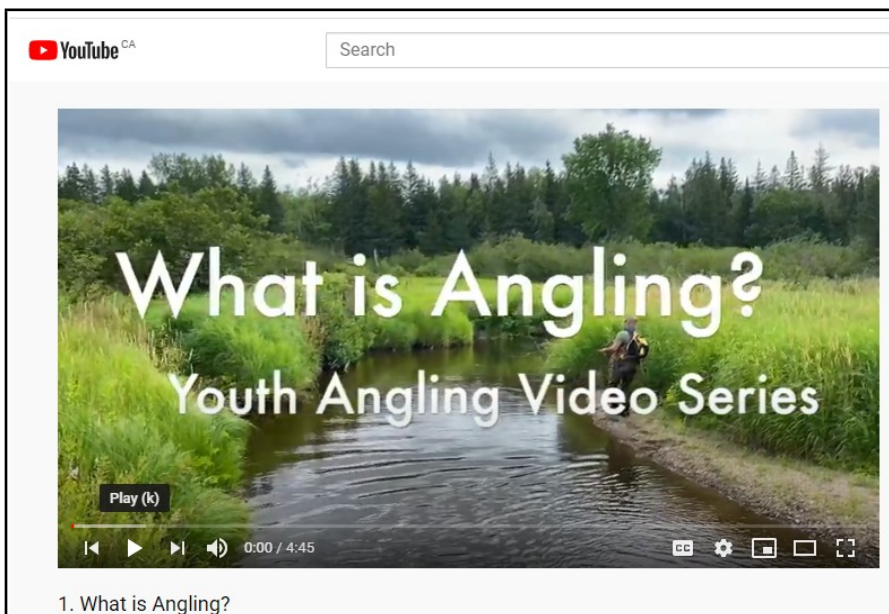 YouTube CA
Search
What is Angling?
Youth Angling Video Series
Play (k)
0:00 / 4:45
CC
1. What is Angling?